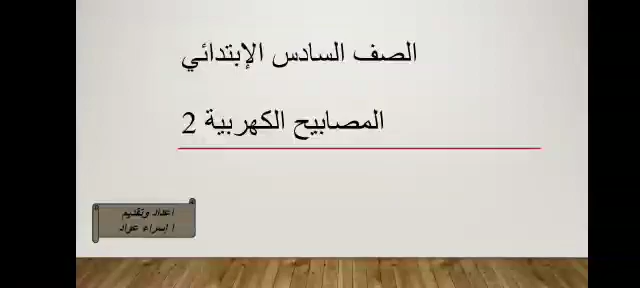 الصف السادس الإبتدائي
المصابيح الكهربية 2
اعداد وتقديم
ا إسراء عواد